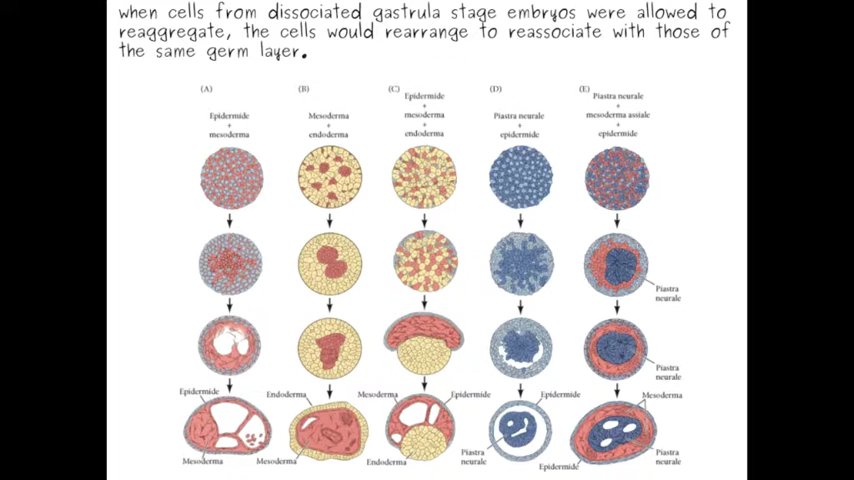 when cells from dissociated gastrula stage embryos were allowed to
reaggregate, the cells would rearrange to reassociate with those of
the same germ layer.
(A)
Epidermide
+
mesoderma
(B)
Mesoderma
+
endoderma
(C)
Epidermide
+
mesoderma
+
endoderma
(D)
Piastra neurale
+
epidermide
(E)
Piastra neurale
+
mesoderma assiale
+
epidermide
Piastra
neurale
Piastra
neurale
Epidermide
Mesoderma
Endoderma
Mesoderma
Mesoderma
Epidermide
Endoderma
Epidermide
Piastra
neurale
Mesoderma
Piastra
neurale
Epidermide